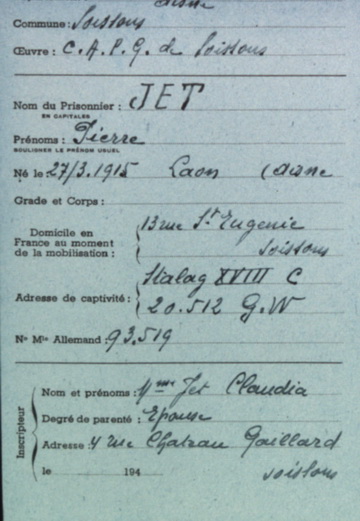 Aisne
Commune: Soissons
Œuvre: C.A.P.G. de Soissons
Nom du Prisonnier: JET
EN CAPITALES
Prénoms: Pierre
SOULIGNER LE PRÉNOM USUEL
Né le: 27/3.1915 Laon (Aisne
Grade et Corps:
Domicile en France au moment de la mobilisation: 13 rue St Eugenie
Soissons
Adresse de captivité: Stalag XVIII C
20.512 G.W
No Mle Allemand: 93.519
Inscripteur
Nom et prénoms: Mme Jet Claudia
Degré de parenté: Epouse
Adresse: 4 rue Chateau Gaillard
le 194 Soissons